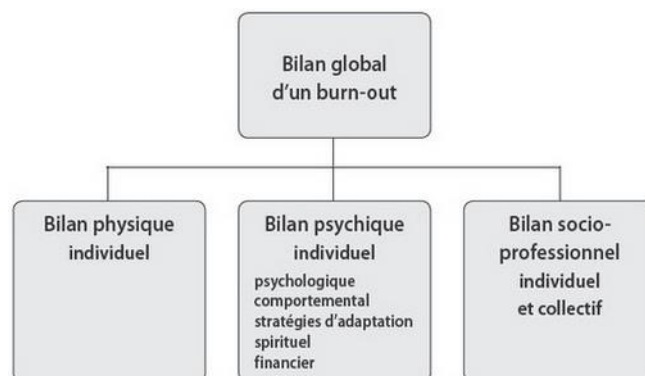 Bilan global
d'un burn-out
Bilan physique
individuel
Bilan psychique
individuel
psychologique
comportemental
stratégies d'adaptation
spirituel
financier
Bilan socio-
professionnel
individuel
et collectif